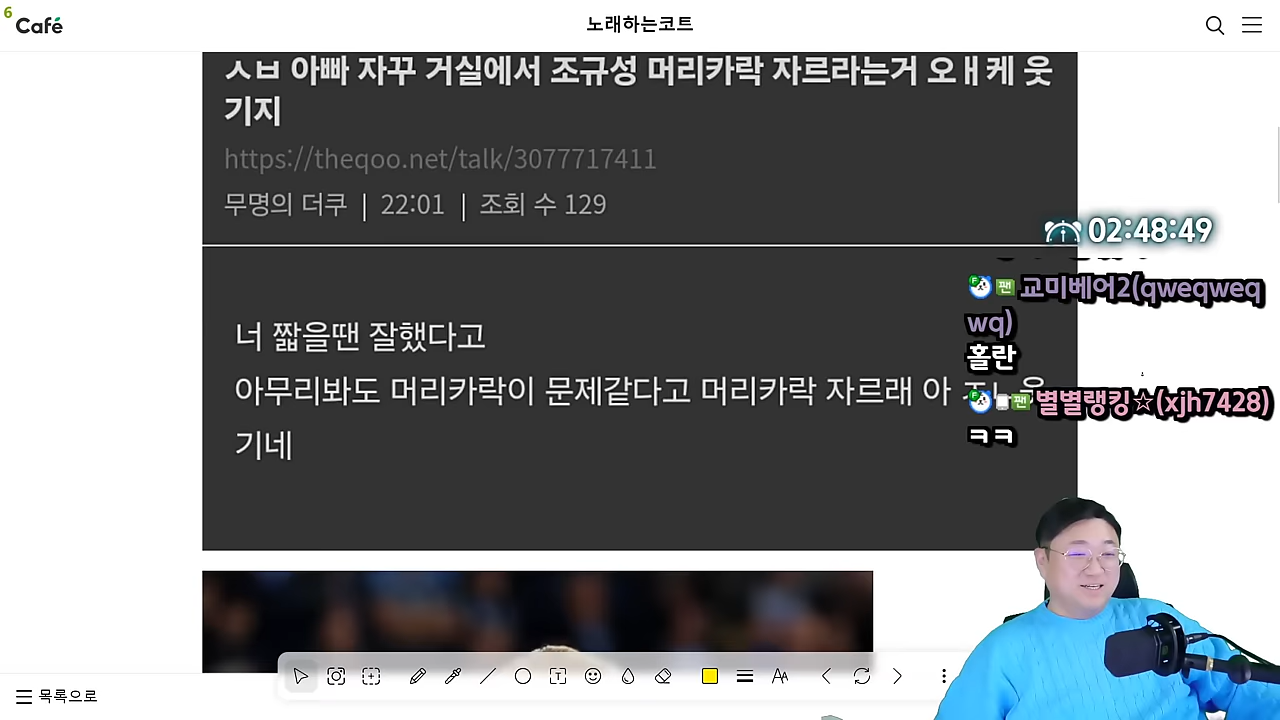 6
Café
노래하는코트
ㅅㅂ 아빠 자꾸 거실에서 조규성 머리카락 자르라는거 오ㅐ케 웃
기지
https://theqoo.net/talk/3077717411
무명의 더쿠 | 22:01 | 조회 수 129
02:48:49
팬 교미베어2(qweqweq
wq)
홀란
너 짧을땐 잘했다고
아무리봐도 머리카락이 문제같다고 머리카락 자르래 아
기네
팬 별별랭킹☆(xjh7428)
ㅋㅋ
목록으로